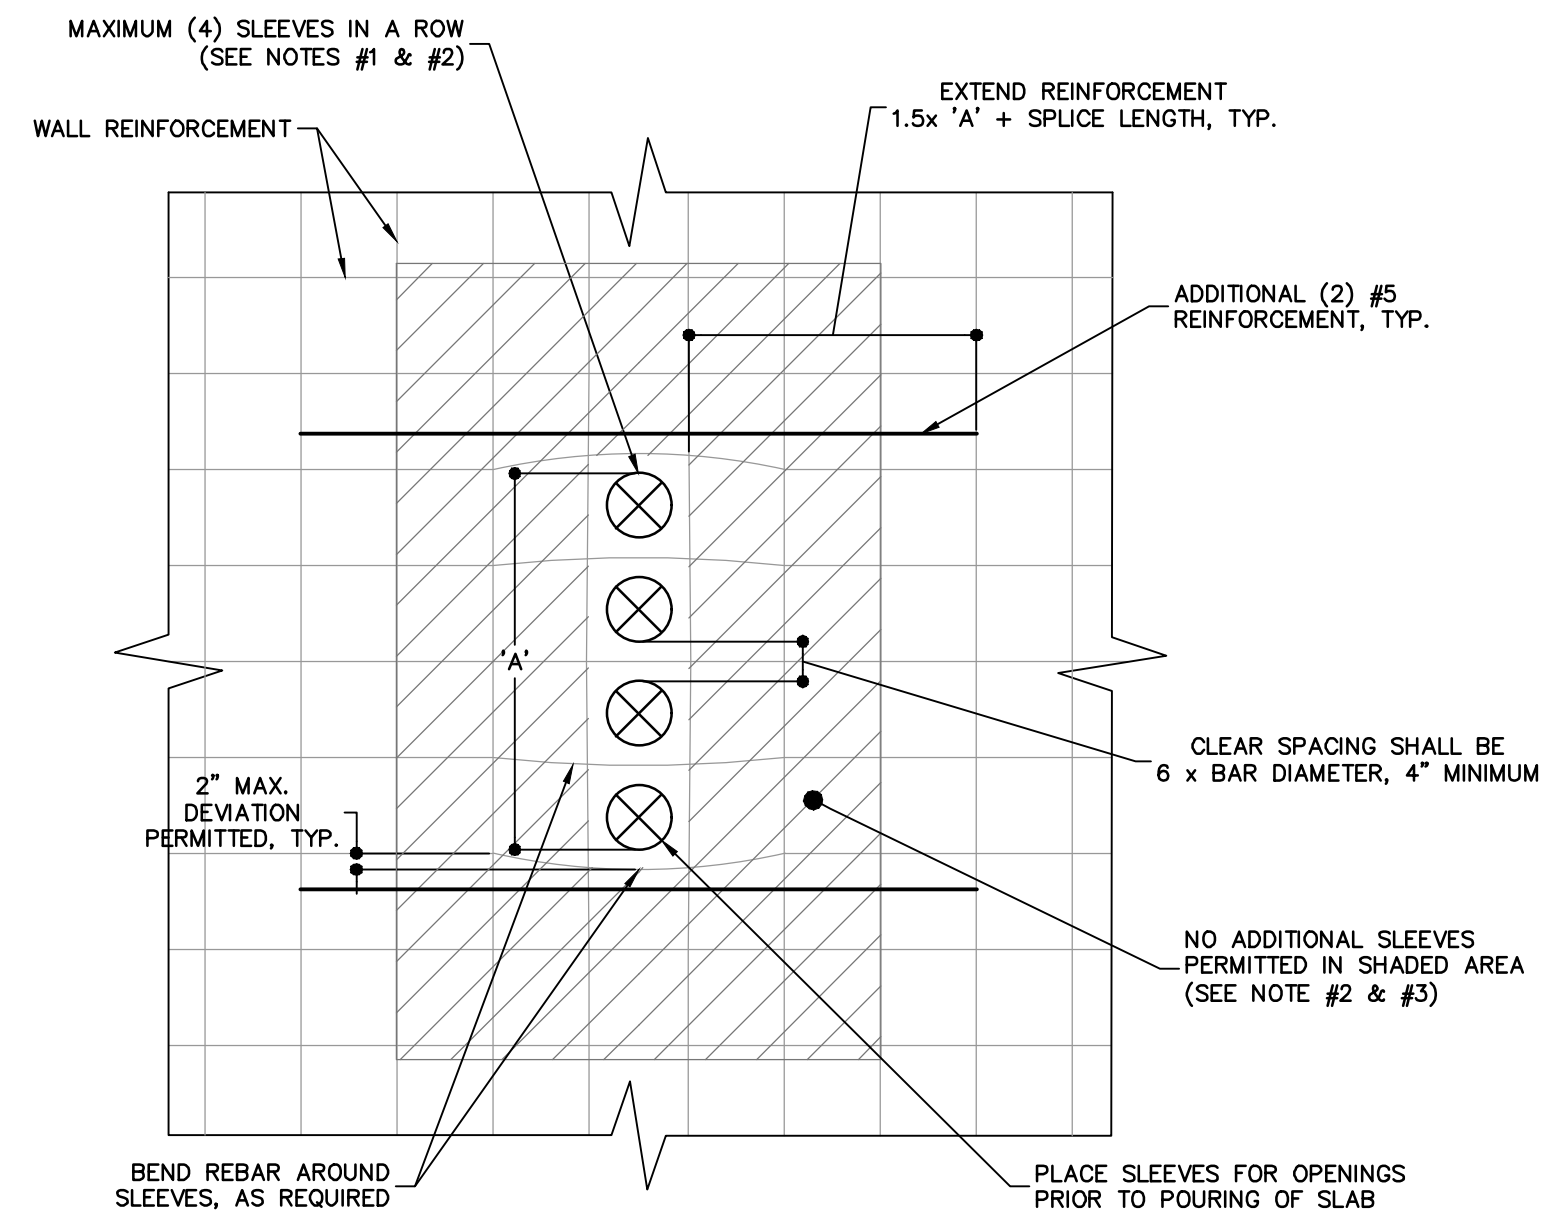 MAXIMUM (4) SLEEVES IN A ROW
(SEE NOTES #1 & #2)
EXTEND REINFORCEMENT
1.5x 'A' + SPLICE LENGTH, TYP.
WALL REINFORCEMENT
ADDITIONAL (2) #5
REINFORCEMENT, TYP.
'A'
CLEAR SPACING SHALL BE
6 x BAR DIAMETER, 4" MINIMUM
2" MAX.
DEVIATION
PERMITTED, TYP.
NO ADDITIONAL SLEEVES
PERMITTED IN SHADED AREA
(SEE NOTE #2 & #3)
BEND REBAR AROUND
SLEEVES, AS REQUIRED
PLACE SLEEVES FOR OPENINGS
PRIOR TO POURING OF SLAB